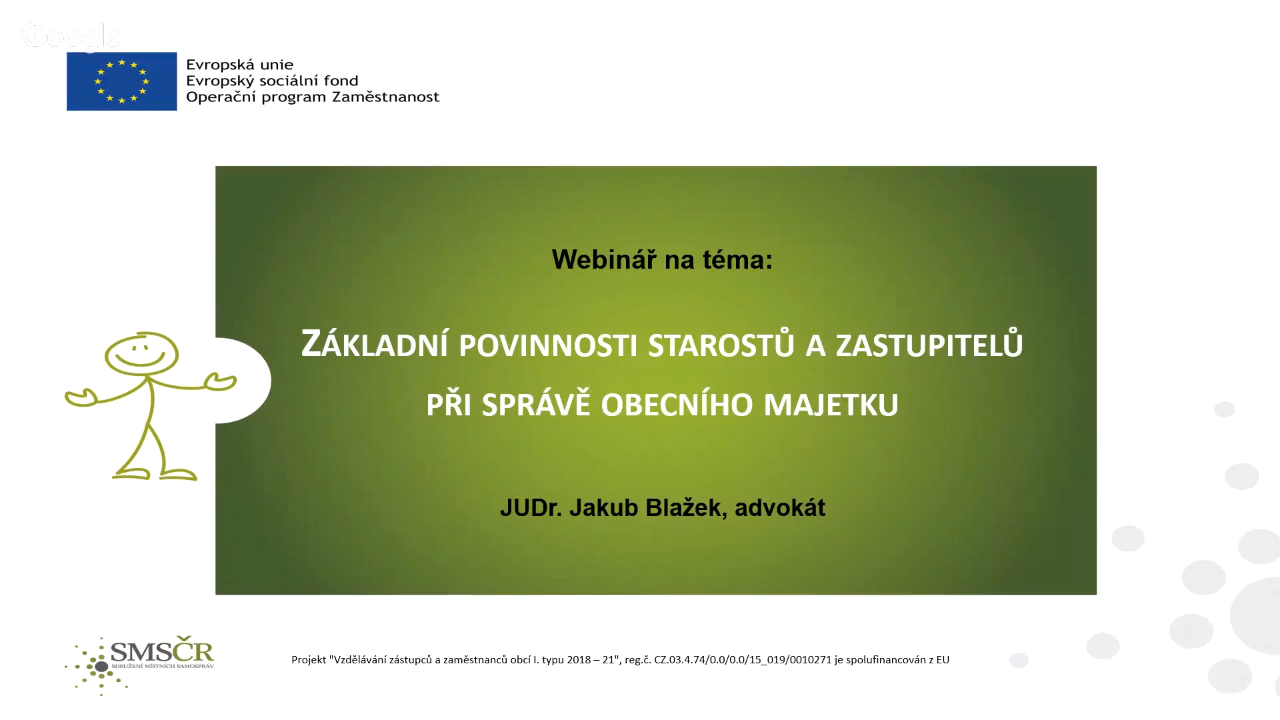 Google
Evropská unie
Evropský sociální fond
Operační program Zaměstnanost
Webinář na téma:
ZÁKLADNÍ POVINNOSTI STAROSTŮ A ZASTUPITELŮ
PŘI SPRÁVĚ OBECNÍHO MAJETKU
JUDr. Jakub Blažek, advokát
SMSČR
SDRUŽENÍ MÍSTNÍCH SAMOSPRÁV
Projekt "Vzdělávání zástupců a zaměstnanců obcí I. typu 2018 – 21", reg.č. CZ.03.4.74/0.0/0.0/15_019/0010271 je spolufinancován z EU